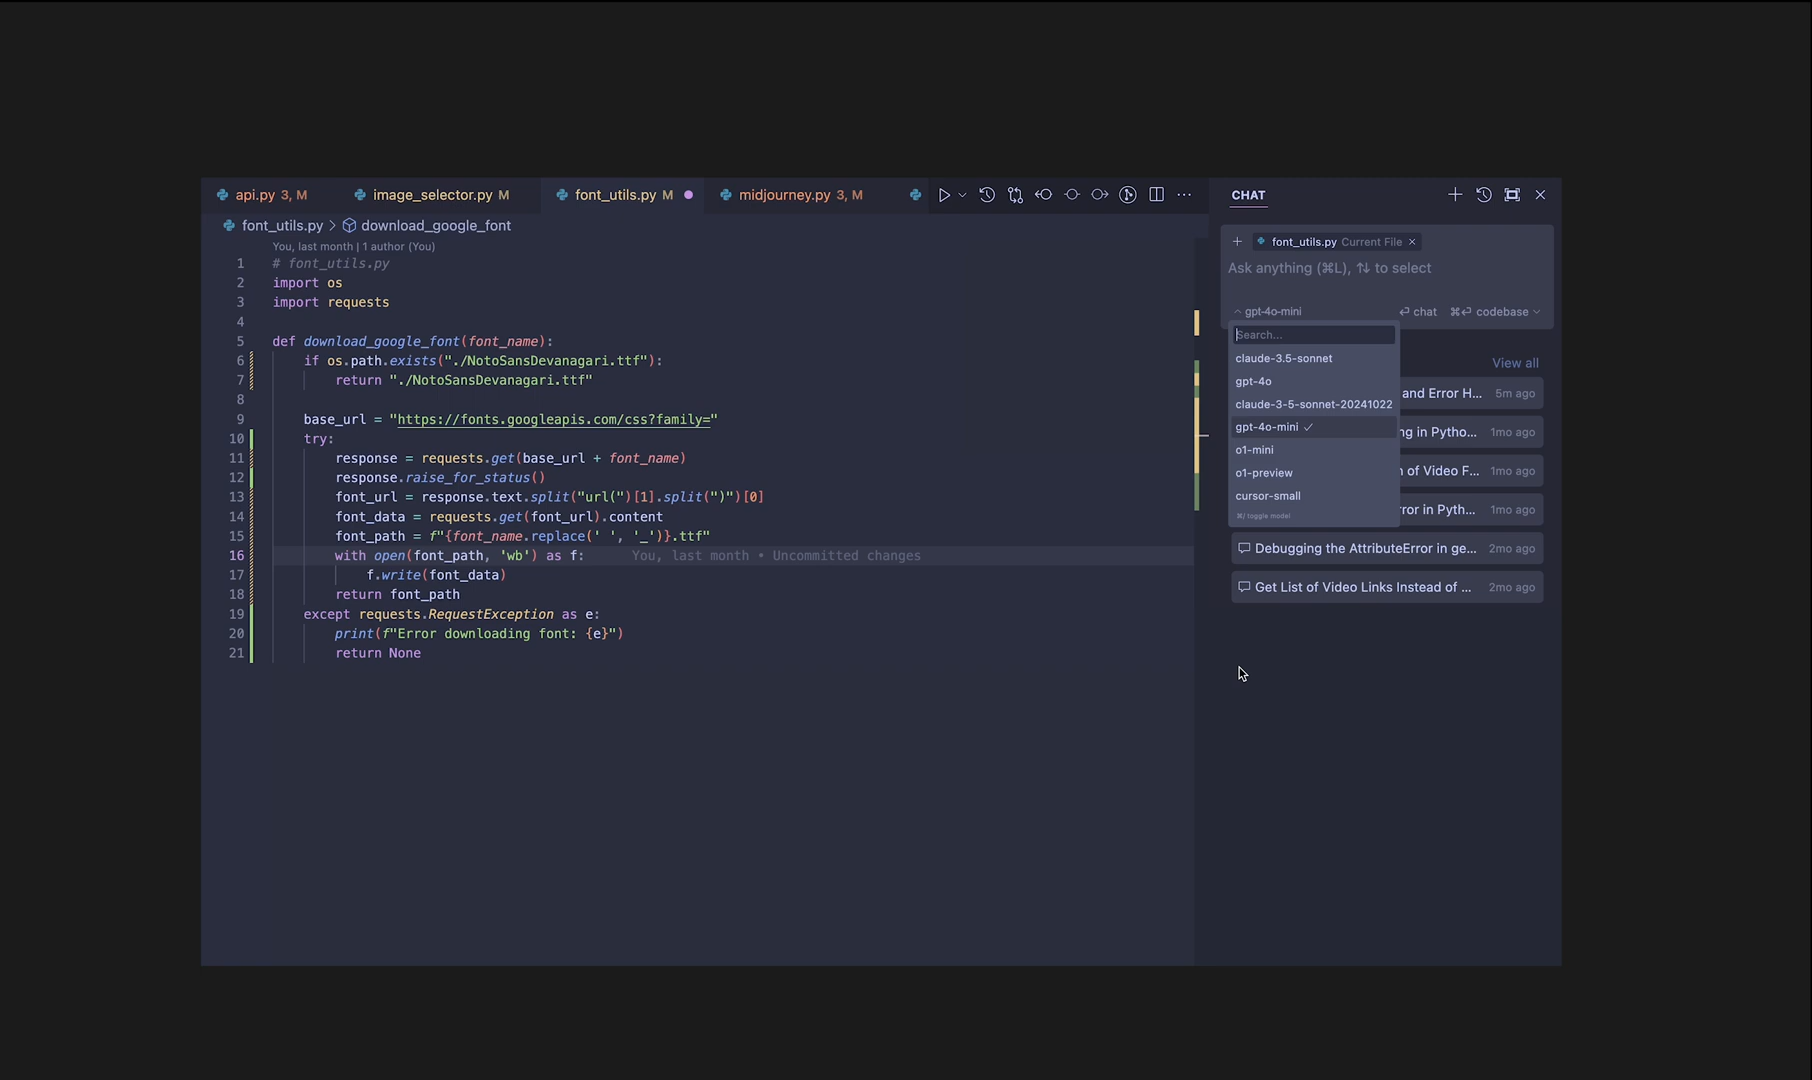 api.py 3, M
image_selector.py M
font_utils.py M
midjourney.py 3, M
font_utils.py > download_google_font
You, last month | 1 author (You)
1 # font_utils.py
2 import os
3 import requests
4
5 def download_google_font(font_name):
6 if os.path.exists("./NotoSansDevanagari.ttf"):
7 return "./NotoSansDevanagari.ttf"
8
9 base_url = "https://fonts.googleapis.com/css?family="
10 try:
11 response = requests.get(base_url + font_name)
12 response.raise_for_status()
13 font_url = response.text.split("url(")[1].split(")")[0]
14 font_data = requests.get(font_url).content
15 font_path = f"{font_name.replace(' ', '_')}.ttf"
16 with open(font_path, 'wb') as f: You, last month • Uncommitted changes
17 f.write(font_data)
18 return font_path
19 except requests.RequestException as e:
20 print(f"Error downloading font: {e}")
21 return None
CHAT
font_utils.py Current File
Ask anything (⌘L), ⇅ to select
gpt-4o-mini
⏎ chat ⌘⏎ codebase
Search...
claude-3.5-sonnet
gpt-4o
claude-3-5-sonnet-20241022
gpt-4o-mini ✓
o1-mini
o1-preview
cursor-small
⌘/ toggle model
View all
and Error H... 5m ago
ng in Pytho... 1mo ago
n of Video F... 1mo ago
ror in Pyth... 1mo ago
Debugging the AttributeError in ge... 2mo ago
Get List of Video Links Instead of ... 2mo ago